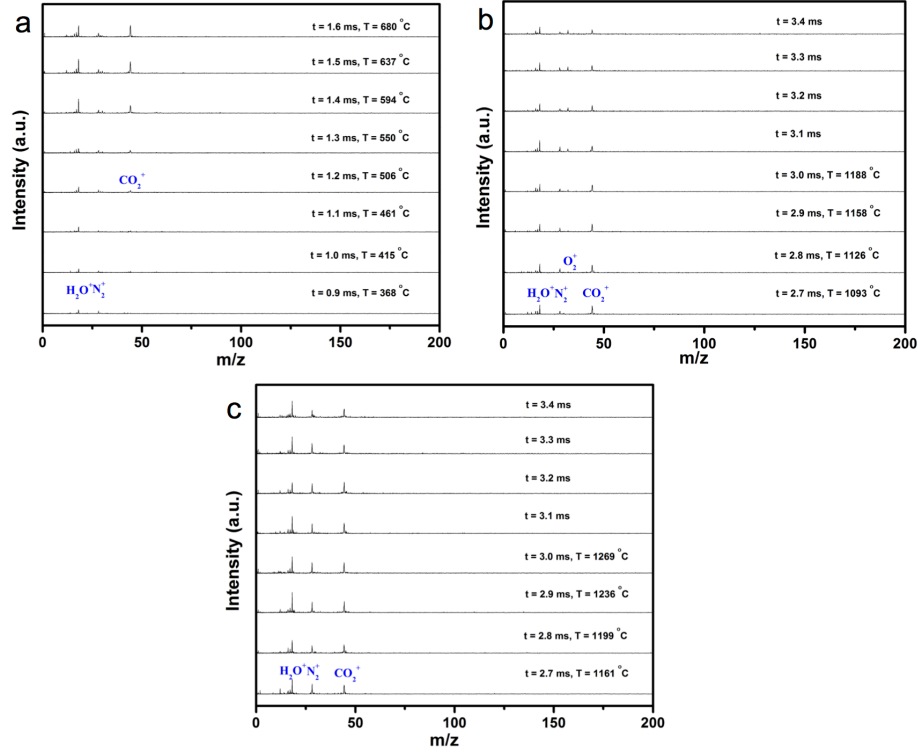 a
t = 1.6 ms, T = 680 °C
t = 1.5 ms, T = 637 °C
t = 1.4 ms, T = 594 °C
t = 1.3 ms, T = 550 °C
CO₂⁺
t = 1.2 ms, T = 506 °C
t = 1.1 ms, T = 461 °C
t = 1.0 ms, T = 415 °C
H₂O⁺N₂⁺
t = 0.9 ms, T = 368 °C
0 50 100 150 200
m/z
Intensity (a.u.)
b
t = 3.4 ms
t = 3.3 ms
t = 3.2 ms
t = 3.1 ms
t = 3.0 ms, T = 1188 °C
t = 2.9 ms, T = 1158 °C
O₂⁺
t = 2.8 ms, T = 1126 °C
H₂O⁺N₂⁺ CO₂⁺
t = 2.7 ms, T = 1093 °C
0 50 100 150 200
m/z
Intensity (a.u.)
c
t = 3.4 ms
t = 3.3 ms
t = 3.2 ms
t = 3.1 ms
t = 3.0 ms, T = 1269 °C
t = 2.9 ms, T = 1236 °C
t = 2.8 ms, T = 1199 °C
H₂O⁺N₂⁺ CO₂⁺
t = 2.7 ms, T = 1161 °C
0 50 100 150 200
m/z
Intensity (a.u.)